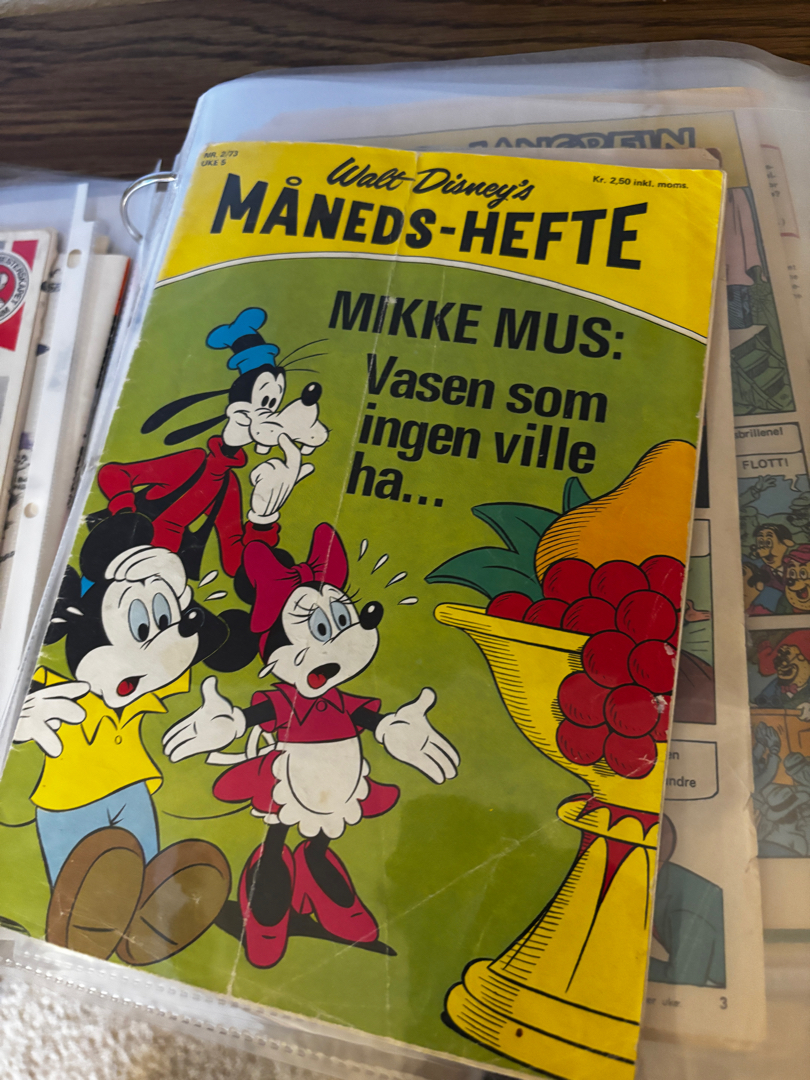 NR. 2/73
UKE 5
Walt Disney's
Kr. 2,50 inkl. moms.
MÅNEDS-HEFTE
MIKKE MUS:
Vasen som
ingen ville
ha...
LANGBEIN
FLOTT!
3